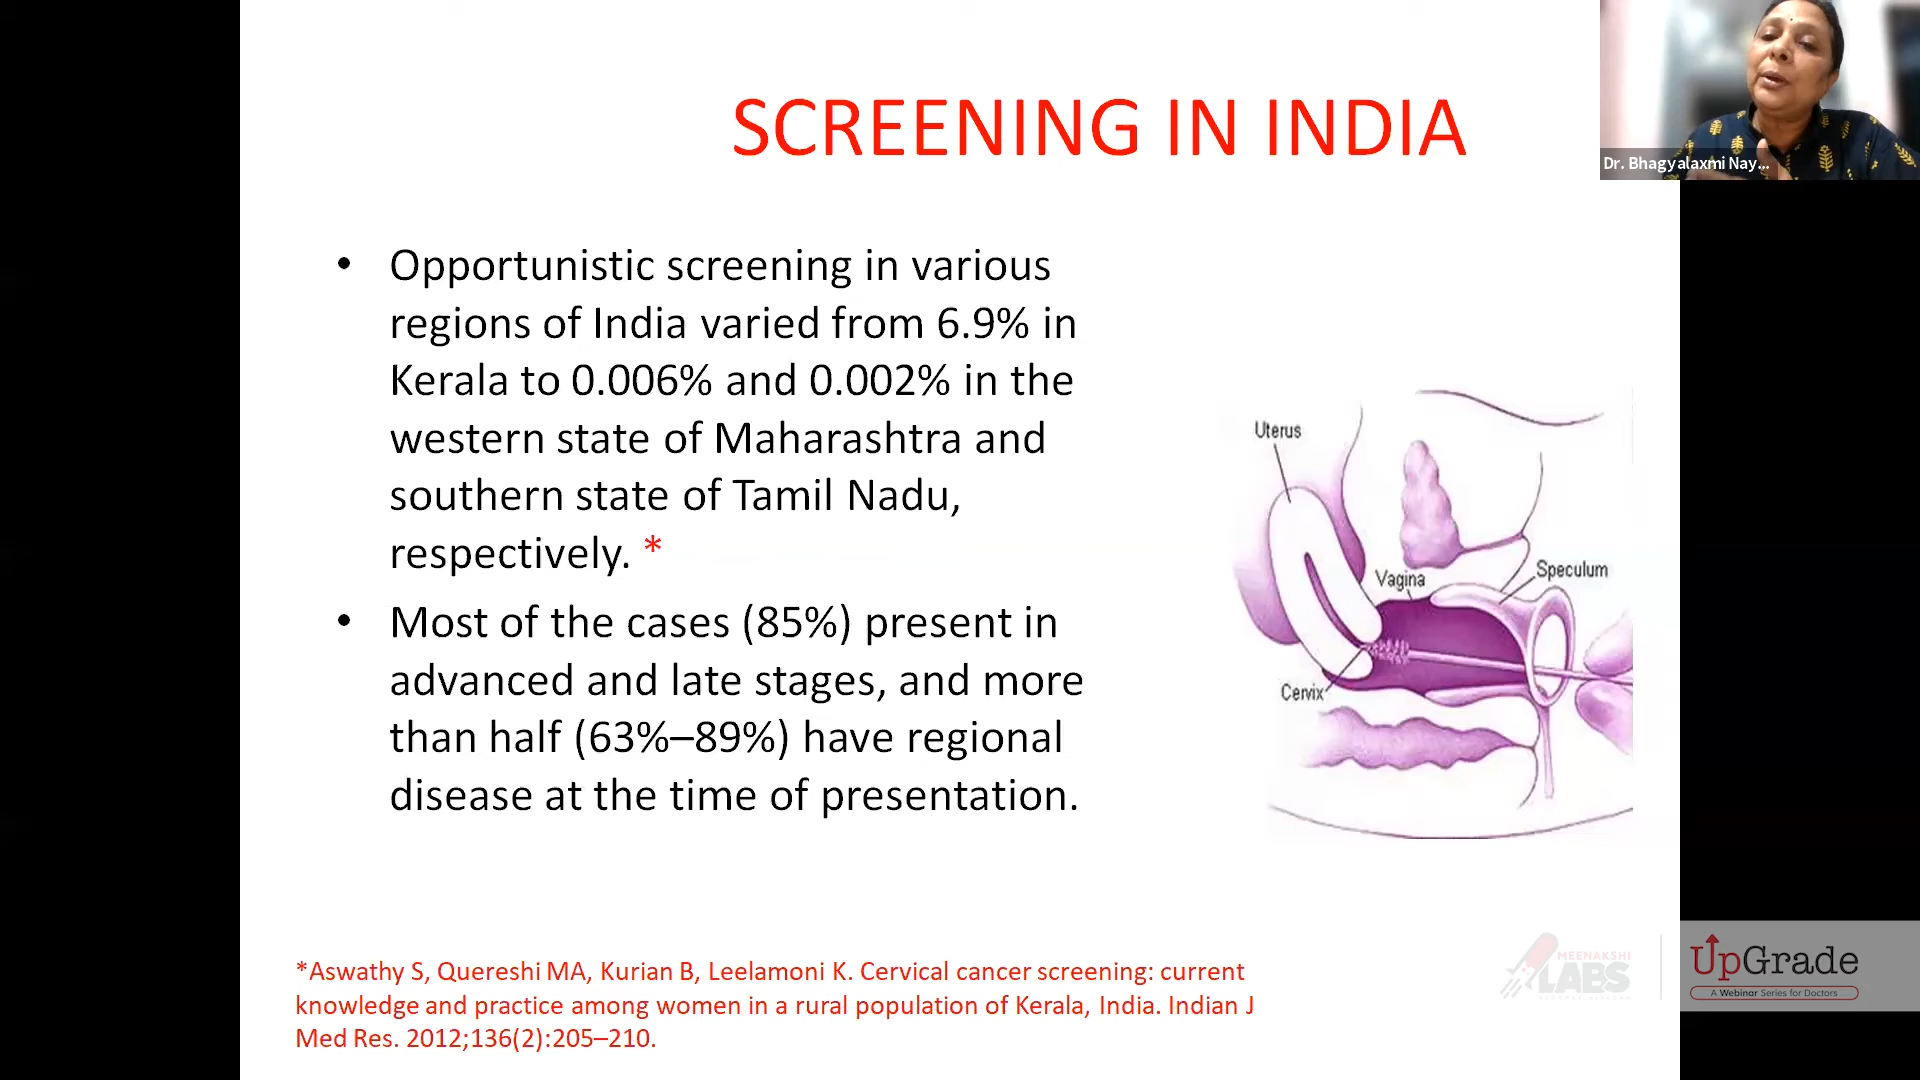 SCREENING IN INDIA
Dr. Bhagyalaxmi Nay...
• Opportunistic screening in various
regions of India varied from 6.9% in
Kerala to 0.006% and 0.002% in the
western state of Maharashtra and
southern state of Tamil Nadu,
respectively. *
• Most of the cases (85%) present in
advanced and late stages, and more
than half (63%–89%) have regional
disease at the time of presentation.
Uterus
Vagina
Speculum
Cervix
*Aswathy S, Quereshi MA, Kurian B, Leelamoni K. Cervical cancer screening: current
knowledge and practice among women in a rural population of Kerala, India. Indian J
Med Res. 2012;136(2):205–210.
MEENAKSHI
LABS
UpGrade
A Webinar Series for Doctors